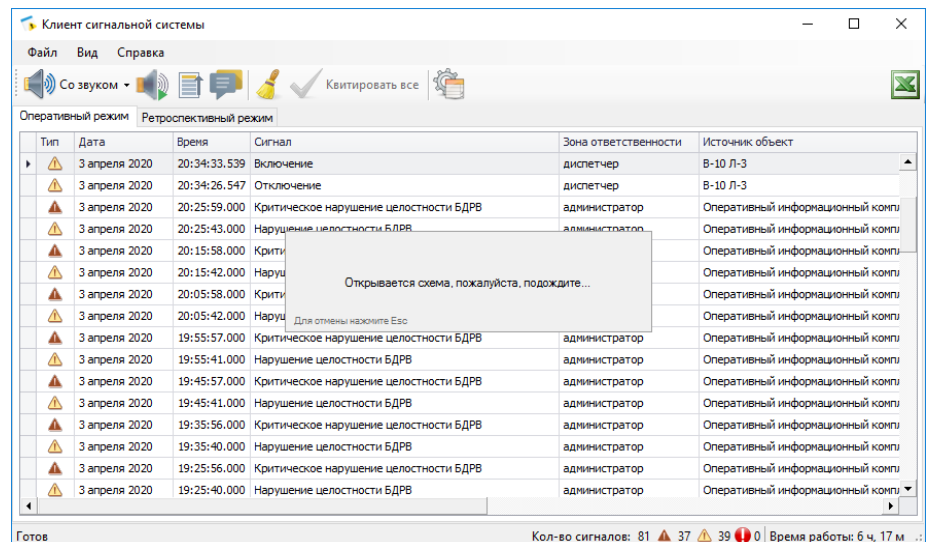 Клиент сигнальной системы
Файл Вид Справка
Со звуком Квитировать все
Оперативный режим Ретроспективный режим
Тип Дата Время Сигнал Зона ответственности Источник объект
3 апреля 2020 20:34:33.539 Включение диспетчер В-10 Л-3
3 апреля 2020 20:34:26.547 Отключение диспетчер В-10 Л-3
3 апреля 2020 20:25:59.000 Критическое нарушение целостности БДРВ администратор Оперативный информационный компл
3 апреля 2020 20:25:43.000 Нарушение целостности БДРВ администратор Оперативный информационный компл
3 апреля 2020 20:15:58.000 Крити Оперативный информационный компл
3 апреля 2020 20:15:42.000 Наруш Оперативный информационный компл
Открывается схема, пожалуйста, подождите...
3 апреля 2020 20:05:58.000 Крити Оперативный информационный компл
3 апреля 2020 20:05:42.000 Наруш Оперативный информационный компл
Для отмены нажмите Esc
3 апреля 2020 19:55:57.000 Критическое нарушение целостности БДРВ администратор Оперативный информационный компл
3 апреля 2020 19:55:41.000 Нарушение целостности БДРВ администратор Оперативный информационный компл
3 апреля 2020 19:45:57.000 Критическое нарушение целостности БДРВ администратор Оперативный информационный компл
3 апреля 2020 19:45:41.000 Нарушение целостности БДРВ администратор Оперативный информационный компл
3 апреля 2020 19:35:56.000 Критическое нарушение целостности БДРВ администратор Оперативный информационный компл
3 апреля 2020 19:35:40.000 Нарушение целостности БДРВ администратор Оперативный информационный компл
3 апреля 2020 19:25:56.000 Критическое нарушение целостности БДРВ администратор Оперативный информационный компл
3 апреля 2020 19:25:40.000 Нарушение целостности БДРВ администратор Оперативный информационный компл
Готов Кол-во сигналов: 81 37 39 0 Время работы: 6 ч, 17 м